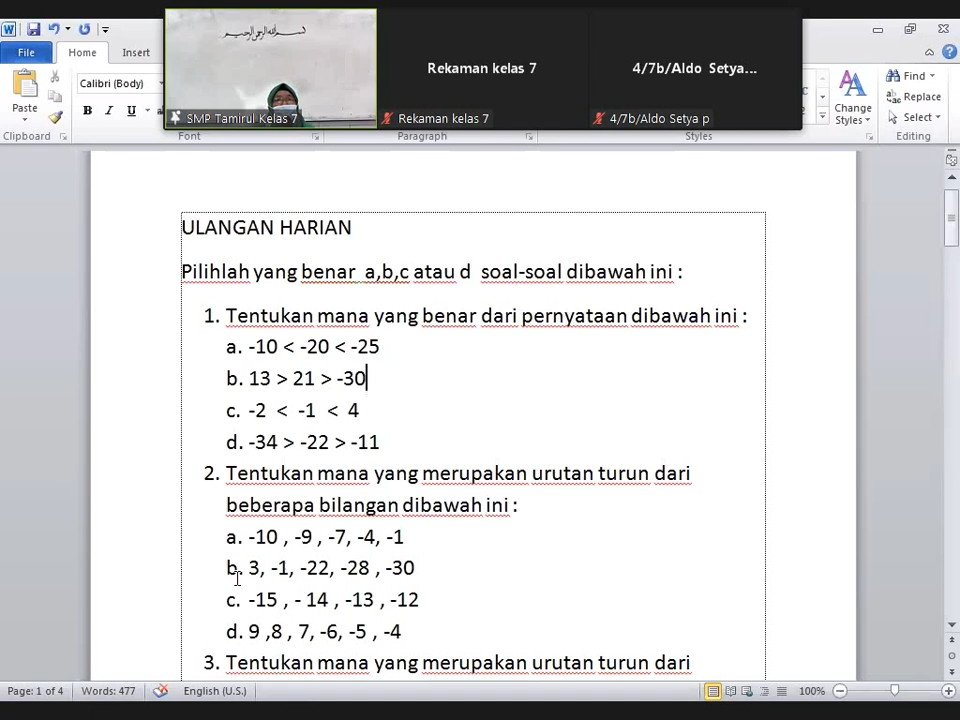 File
Home
Insert
Paste
Clipboard
Calibri (Body)
B I U
Font
Paragraph
Styles
Change
Styles
Find
Replace
Select
Editing
بسم الله الرحمن الرحيم
SMP Tamirul Kelas 7
Rekaman kelas 7
Rekaman kelas 7
4/7b/Aldo Setya...
4/7b/Aldo Setya p
ULANGAN HARIAN
Pilihlah yang benar a,b,c atau d soal-soal dibawah ini :
1. Tentukan mana yang benar dari pernyataan dibawah ini :
a. -10 < -20 < -25
b. 13 > 21 > -30
c. -2 < -1 < 4
d. -34 > -22 > -11
2. Tentukan mana yang merupakan urutan turun dari
beberapa bilangan dibawah ini :
a. -10 , -9 , -7, -4, -1
b. 3, -1, -22, -28 , -30
c. -15 , - 14 , -13 , -12
d. 9 ,8 , 7, -6, -5 , -4
3. Tentukan mana yang merupakan urutan turun dari
Page: 1 of 4
Words: 477
English (U.S.)
100%